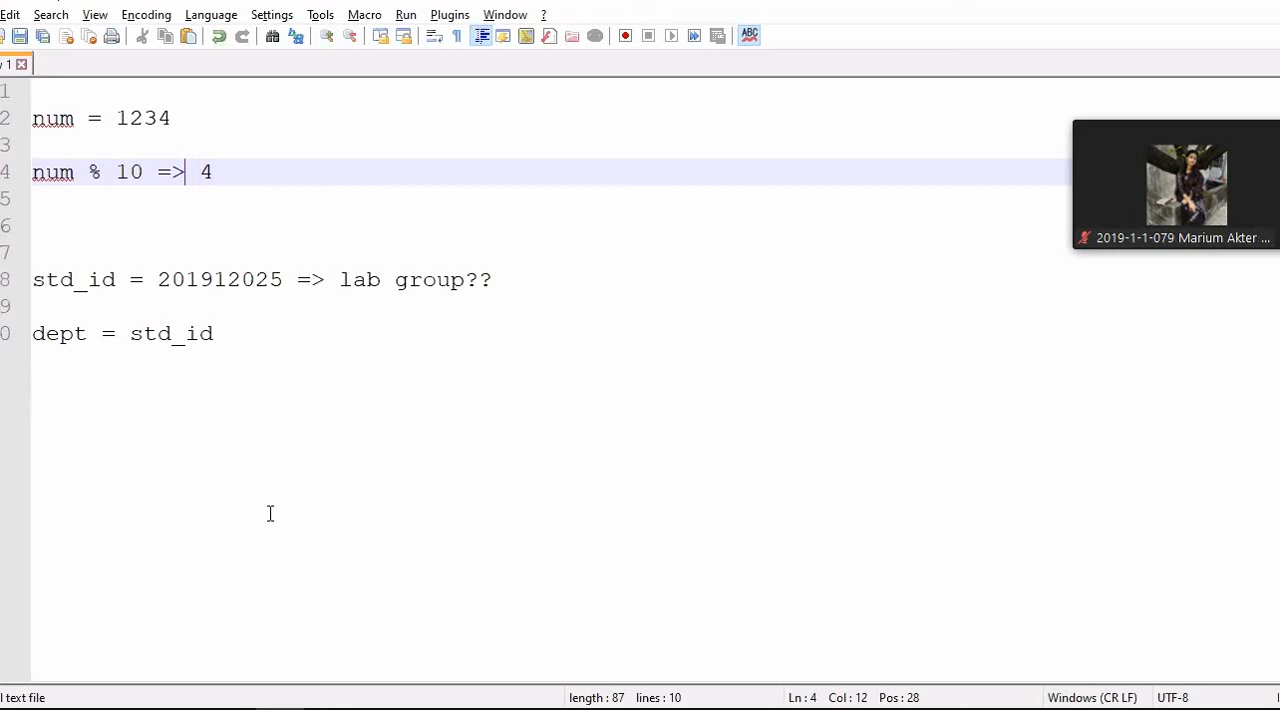 Edit Search View Encoding Language Settings Tools Macro Run Plugins Window ?
ABC
1
1
2 num = 1234
3
4 num % 10 => 4
5
6
7
8 std_id = 201912025 => lab group??
9
0 dept = std_id
2019-1-1-079 Marium Akter ...
l text file length : 87 lines : 10 Ln : 4 Col : 12 Pos : 28 Windows (CR LF) UTF-8